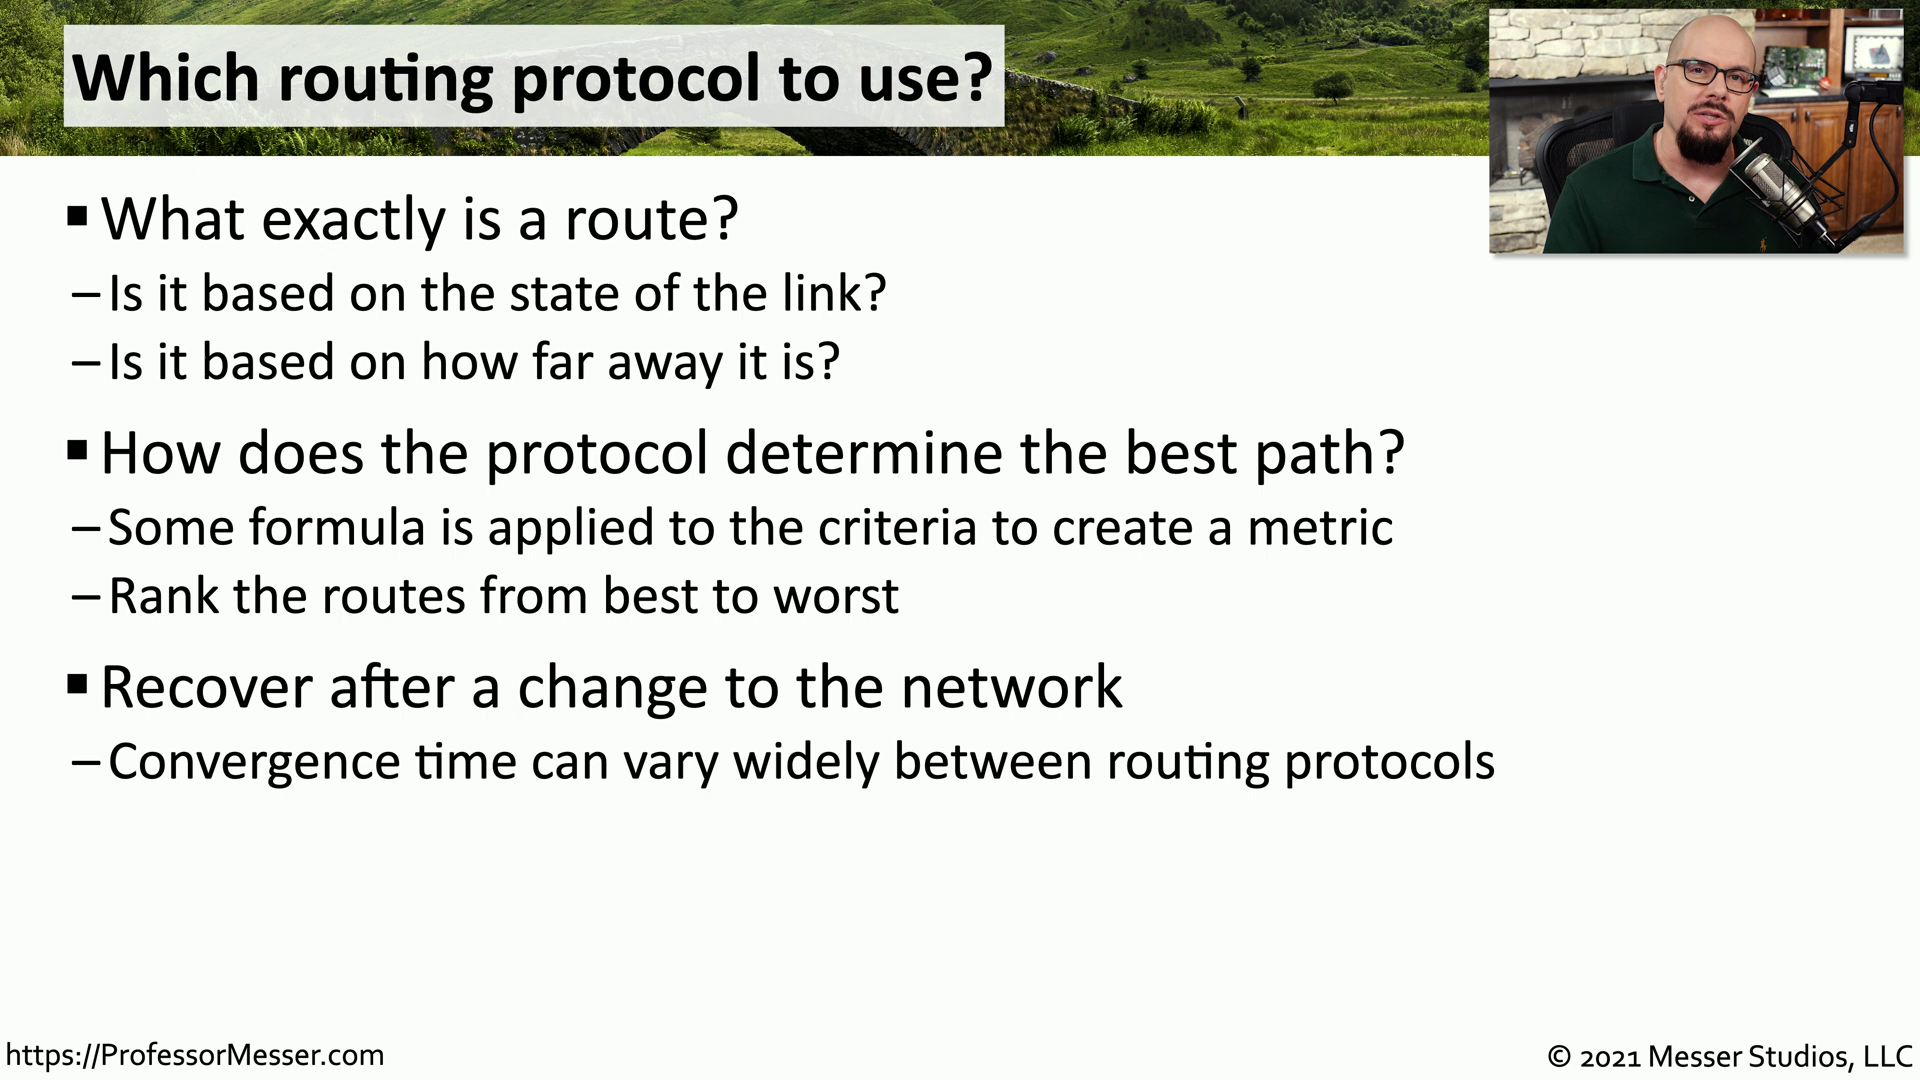 Which routing protocol to use?
▪ What exactly is a route?
– Is it based on the state of the link?
– Is it based on how far away it is?
▪ How does the protocol determine the best path?
– Some formula is applied to the criteria to create a metric
– Rank the routes from best to worst
▪ Recover after a change to the network
– Convergence time can vary widely between routing protocols
https://ProfessorMesser.com
© 2021 Messer Studios, LLC